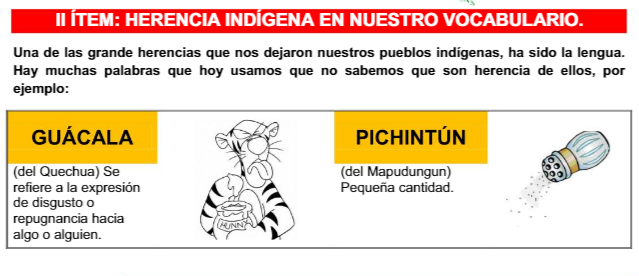 II ÍTEM: HERENCIA INDÍGENA EN NUESTRO VOCABULARIO.
Una de las grande herencias que nos dejaron nuestros pueblos indígenas, ha sido la lengua.
Hay muchas palabras que hoy usamos que no sabemos que son herencia de ellos, por
ejemplo:
GUÁCALA
(del Quechua) Se
refiere a la expresión
de disgusto o
repugnancia hacia
algo o alguien.
HUNNY
PICHINTÚN
(del Mapudungun)
Pequeña cantidad.